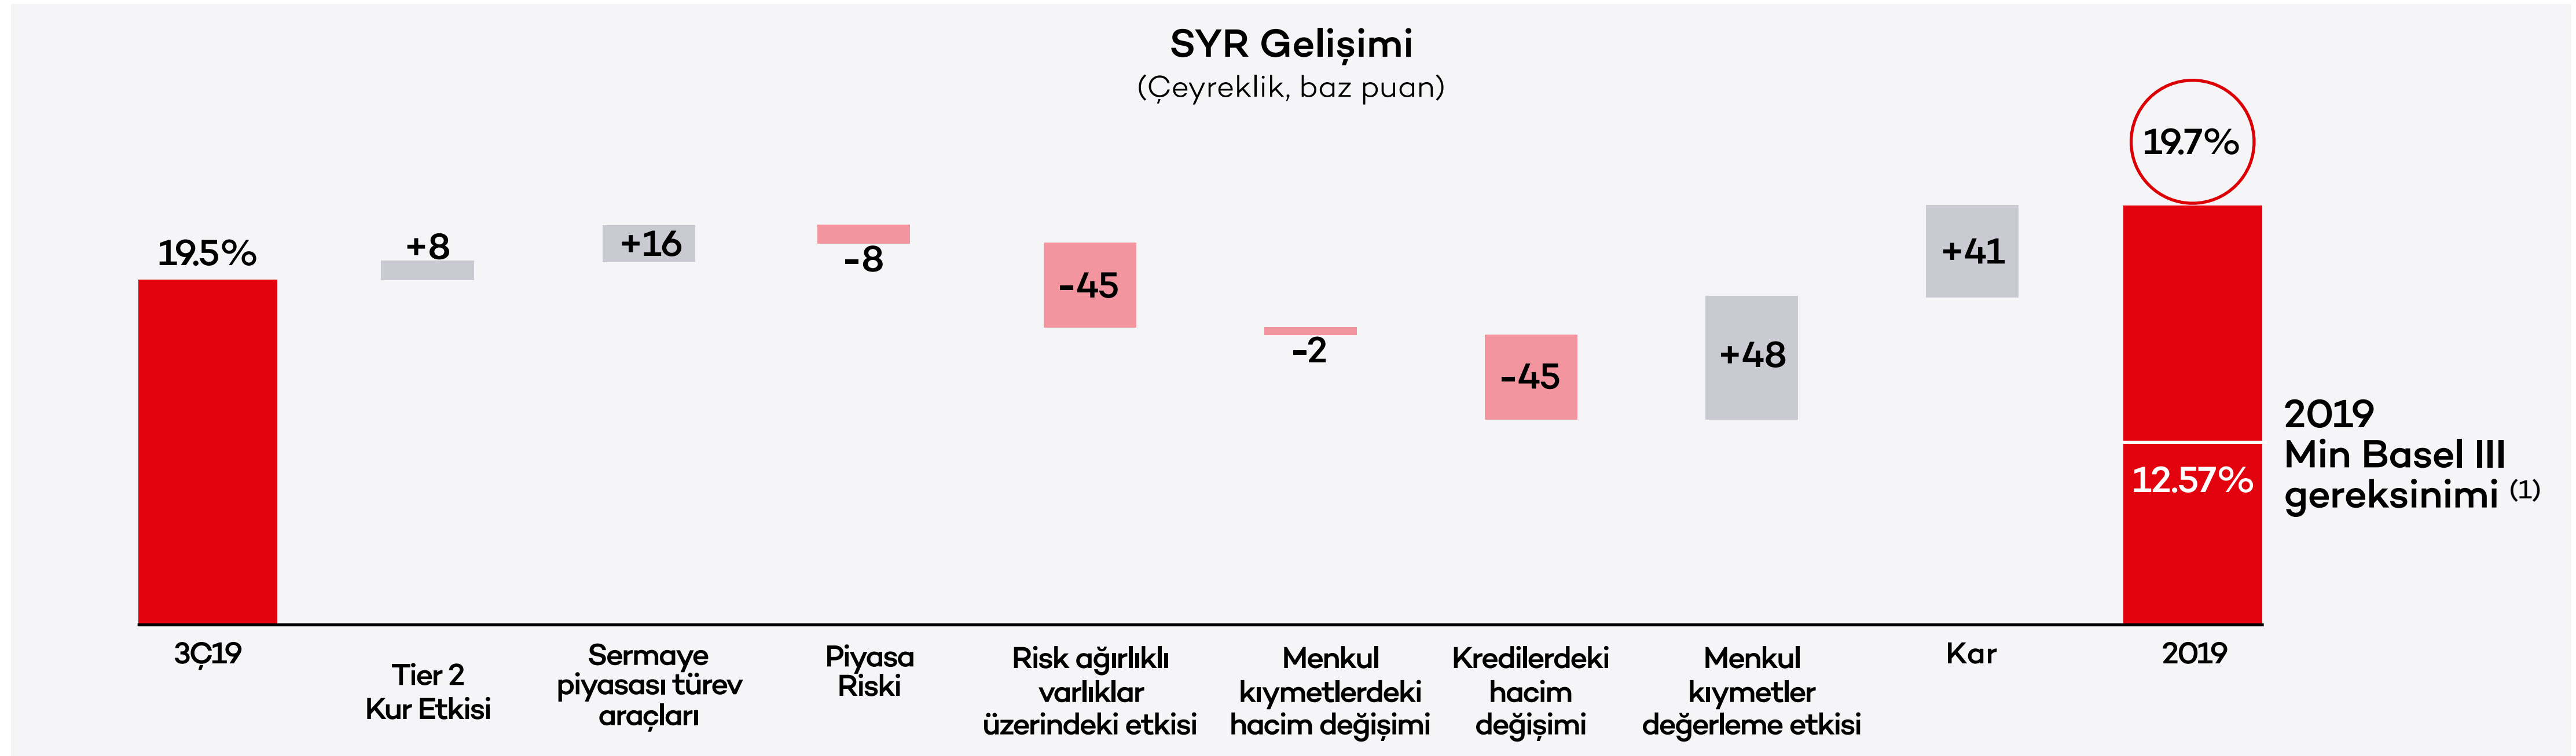 SYR Gelişimi
(Çeyreklik, baz puan)
19.5%
+8
+16
-8
-45
-2
-45
+48
+41
19.7%
12.57%
2019
Min Basel III
gereksinimi (1)
3Ç19
Tier 2
Kur Etkisi
Sermaye
piyasası türev
araçları
Piyasa
Riski
Risk ağırlıklı
varlıklar
üzerindeki etkisi
Menkul
kıymetlerdeki
hacim değişimi
Kredilerdeki
hacim
değişimi
Menkul
kıymetler
değerleme etkisi
Kar
2019